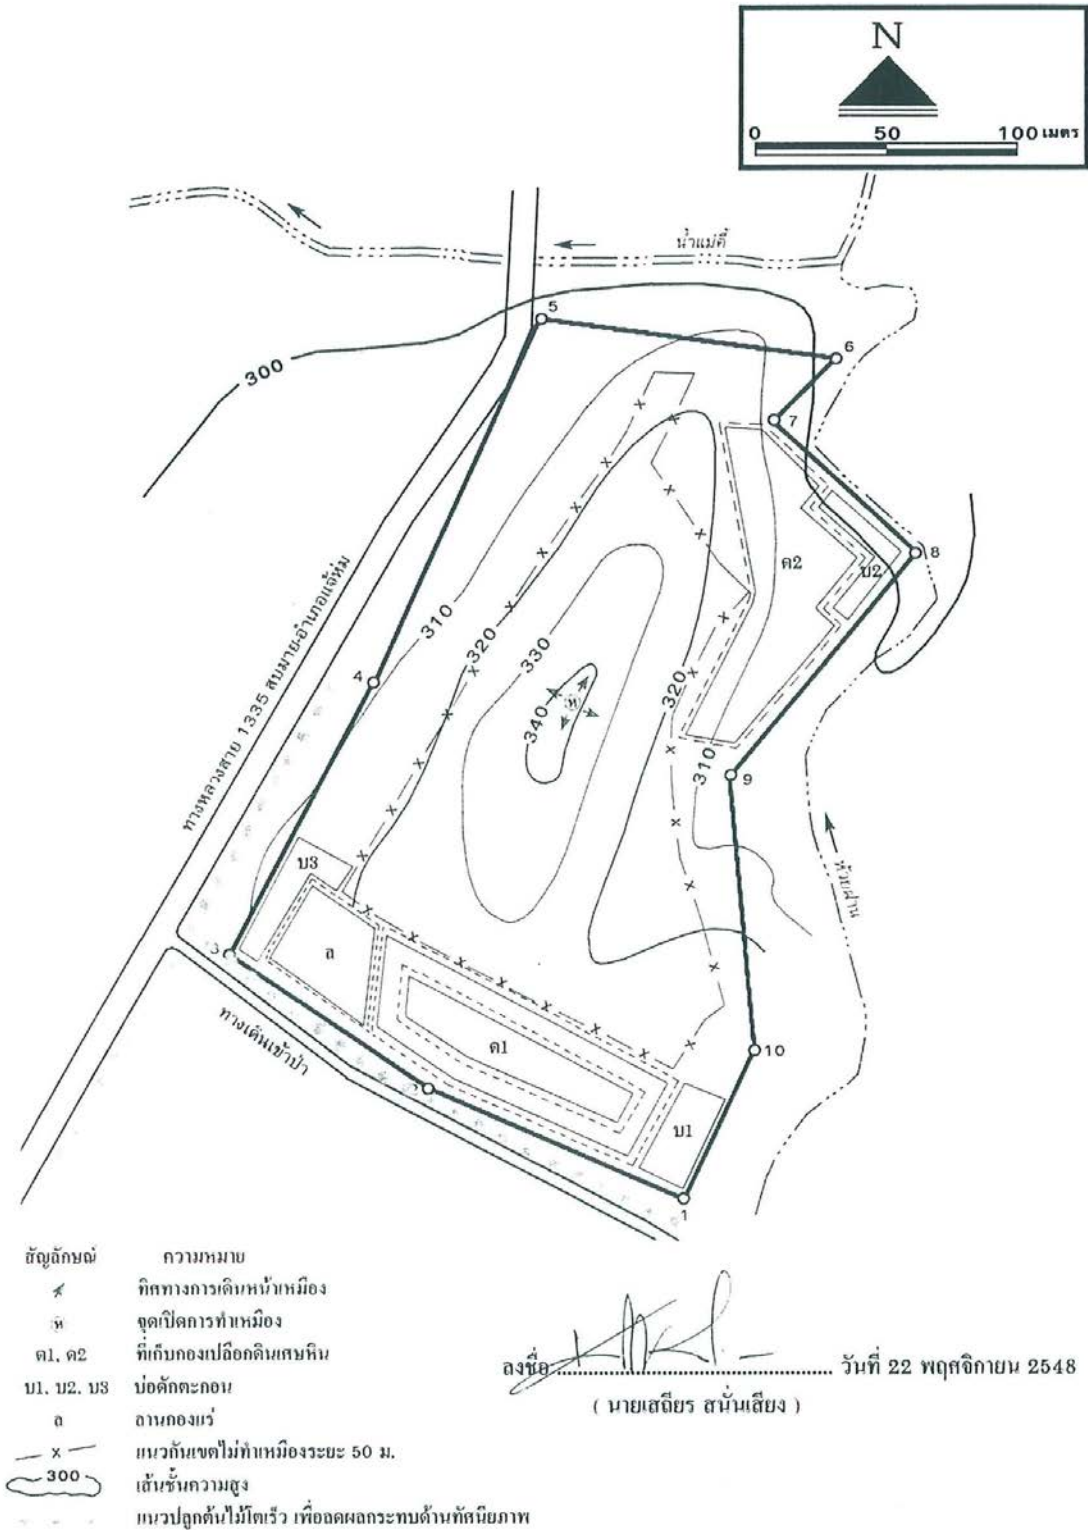 N
0 50 100 เมตร
น้ำแม่ตี๋
5
6
300
7
8
ค2
บ2
ทางหลวงสาย 1335 สบมาย-อำเภอแจ้ห่ม
310
320
330
4
340
ห
320
310
9
ห้วยฝาน
บ3
3
ล
ทางเดินเข้าป่า
ค1
10
2
บ1
1
สัญลักษณ์ ความหมาย
ทิศทางการเดินหน้าเหมือง
ห จุดเปิดการทำเหมือง
ค1, ค2 ที่เก็บกองเปลือกดินเศษหิน
บ1, บ2, บ3 บ่อดักตะกอน
ล ลานกองแร่
x แนวกันเขตไม่ทำเหมืองระยะ 50 ม.
300 เส้นชั้นความสูง
แนวปลูกต้นไม้โตเร็ว เพื่อลดผลกระทบด้านทัศนียภาพ
ลงชื่อ .................................... วันที่ 22 พฤศจิกายน 2548
( นายเสถียร สนั่นเสียง )